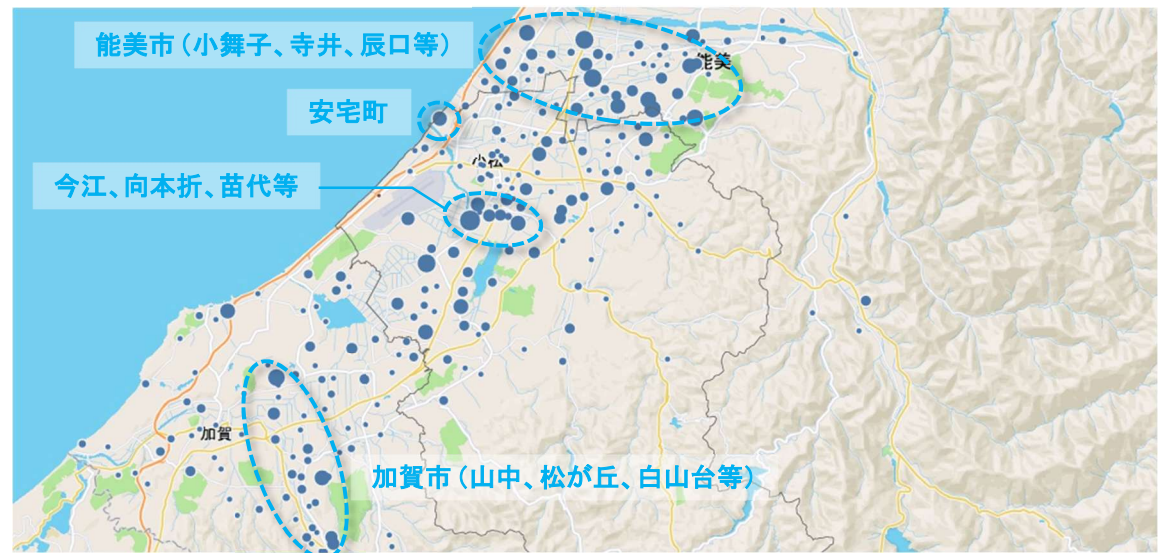 能美市（小舞子、寺井、辰口等）
能美
安宅町
小松
今江、向本折、苗代等
加賀
加賀市（山中、松が丘、白山台等）